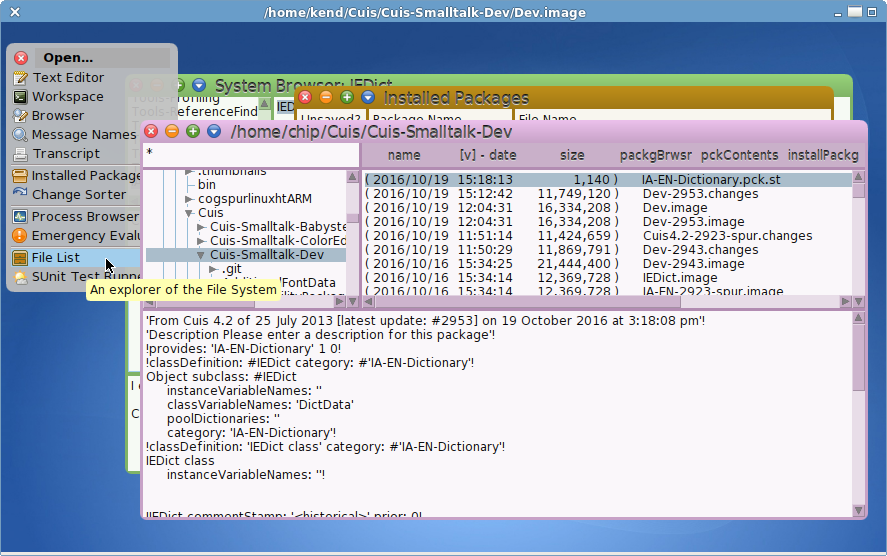 /home/kend/Cuis/Cuis-Smalltalk-Dev/Dev.image
Open...
Text Editor
Workspace
Browser
Message Names
Transcript
Installed Package
Change Sorter
Process Browser
Emergency Evalu
File List
SUnit Test Runne
An explorer of the File System
System Browser: IEDict
Tools-Profiling
Tools-ReferenceFind
IED
Installed Packages
Unsaved? Package Name File Name
/home/chip/Cuis/Cuis-Smalltalk-Dev
*
name [v] - date size packgBrwsr pckContents installPackg
.thumbnails
bin
cogspurlinuxhtARM
Cuis
Cuis-Smalltalk-Babyste
Cuis-Smalltalk-ColorEd
Cuis-Smalltalk-Dev
.git
FontData
( 2016/10/19 15:18:13 1,140 ) IA-EN-Dictionary.pck.st
( 2016/10/19 15:12:42 11,749,120 ) Dev-2953.changes
( 2016/10/19 12:04:31 16,334,208 ) Dev.image
( 2016/10/19 12:04:31 16,334,208 ) Dev-2953.image
( 2016/10/19 11:51:14 11,424,659 ) Cuis4.2-2923-spur.changes
( 2016/10/19 11:50:29 11,869,791 ) Dev-2943.changes
( 2016/10/16 15:34:25 21,444,400 ) Dev-2943.image
( 2016/10/16 15:34:14 12,369,728 ) IEDict.image
( 2016/10/16 15:34:14 12,369,728 ) IA-EN-2923-spur.image
'From Cuis 4.2 of 25 July 2013 [latest update: #2953] on 19 October 2016 at 3:18:08 pm'!
'Description Please enter a description for this package'!
!provides: 'IA-EN-Dictionary' 1 0!
!classDefinition: #IEDict category: #'IA-EN-Dictionary'!
Object subclass: #IEDict
instanceVariableNames: ''
classVariableNames: 'DictData'
poolDictionaries: ''
category: 'IA-EN-Dictionary'!
!classDefinition: 'IEDict class' category: #'IA-EN-Dictionary'!
IEDict class
instanceVariableNames: ''!
!IEDict commentStamp: '<historical>' prior: 0!